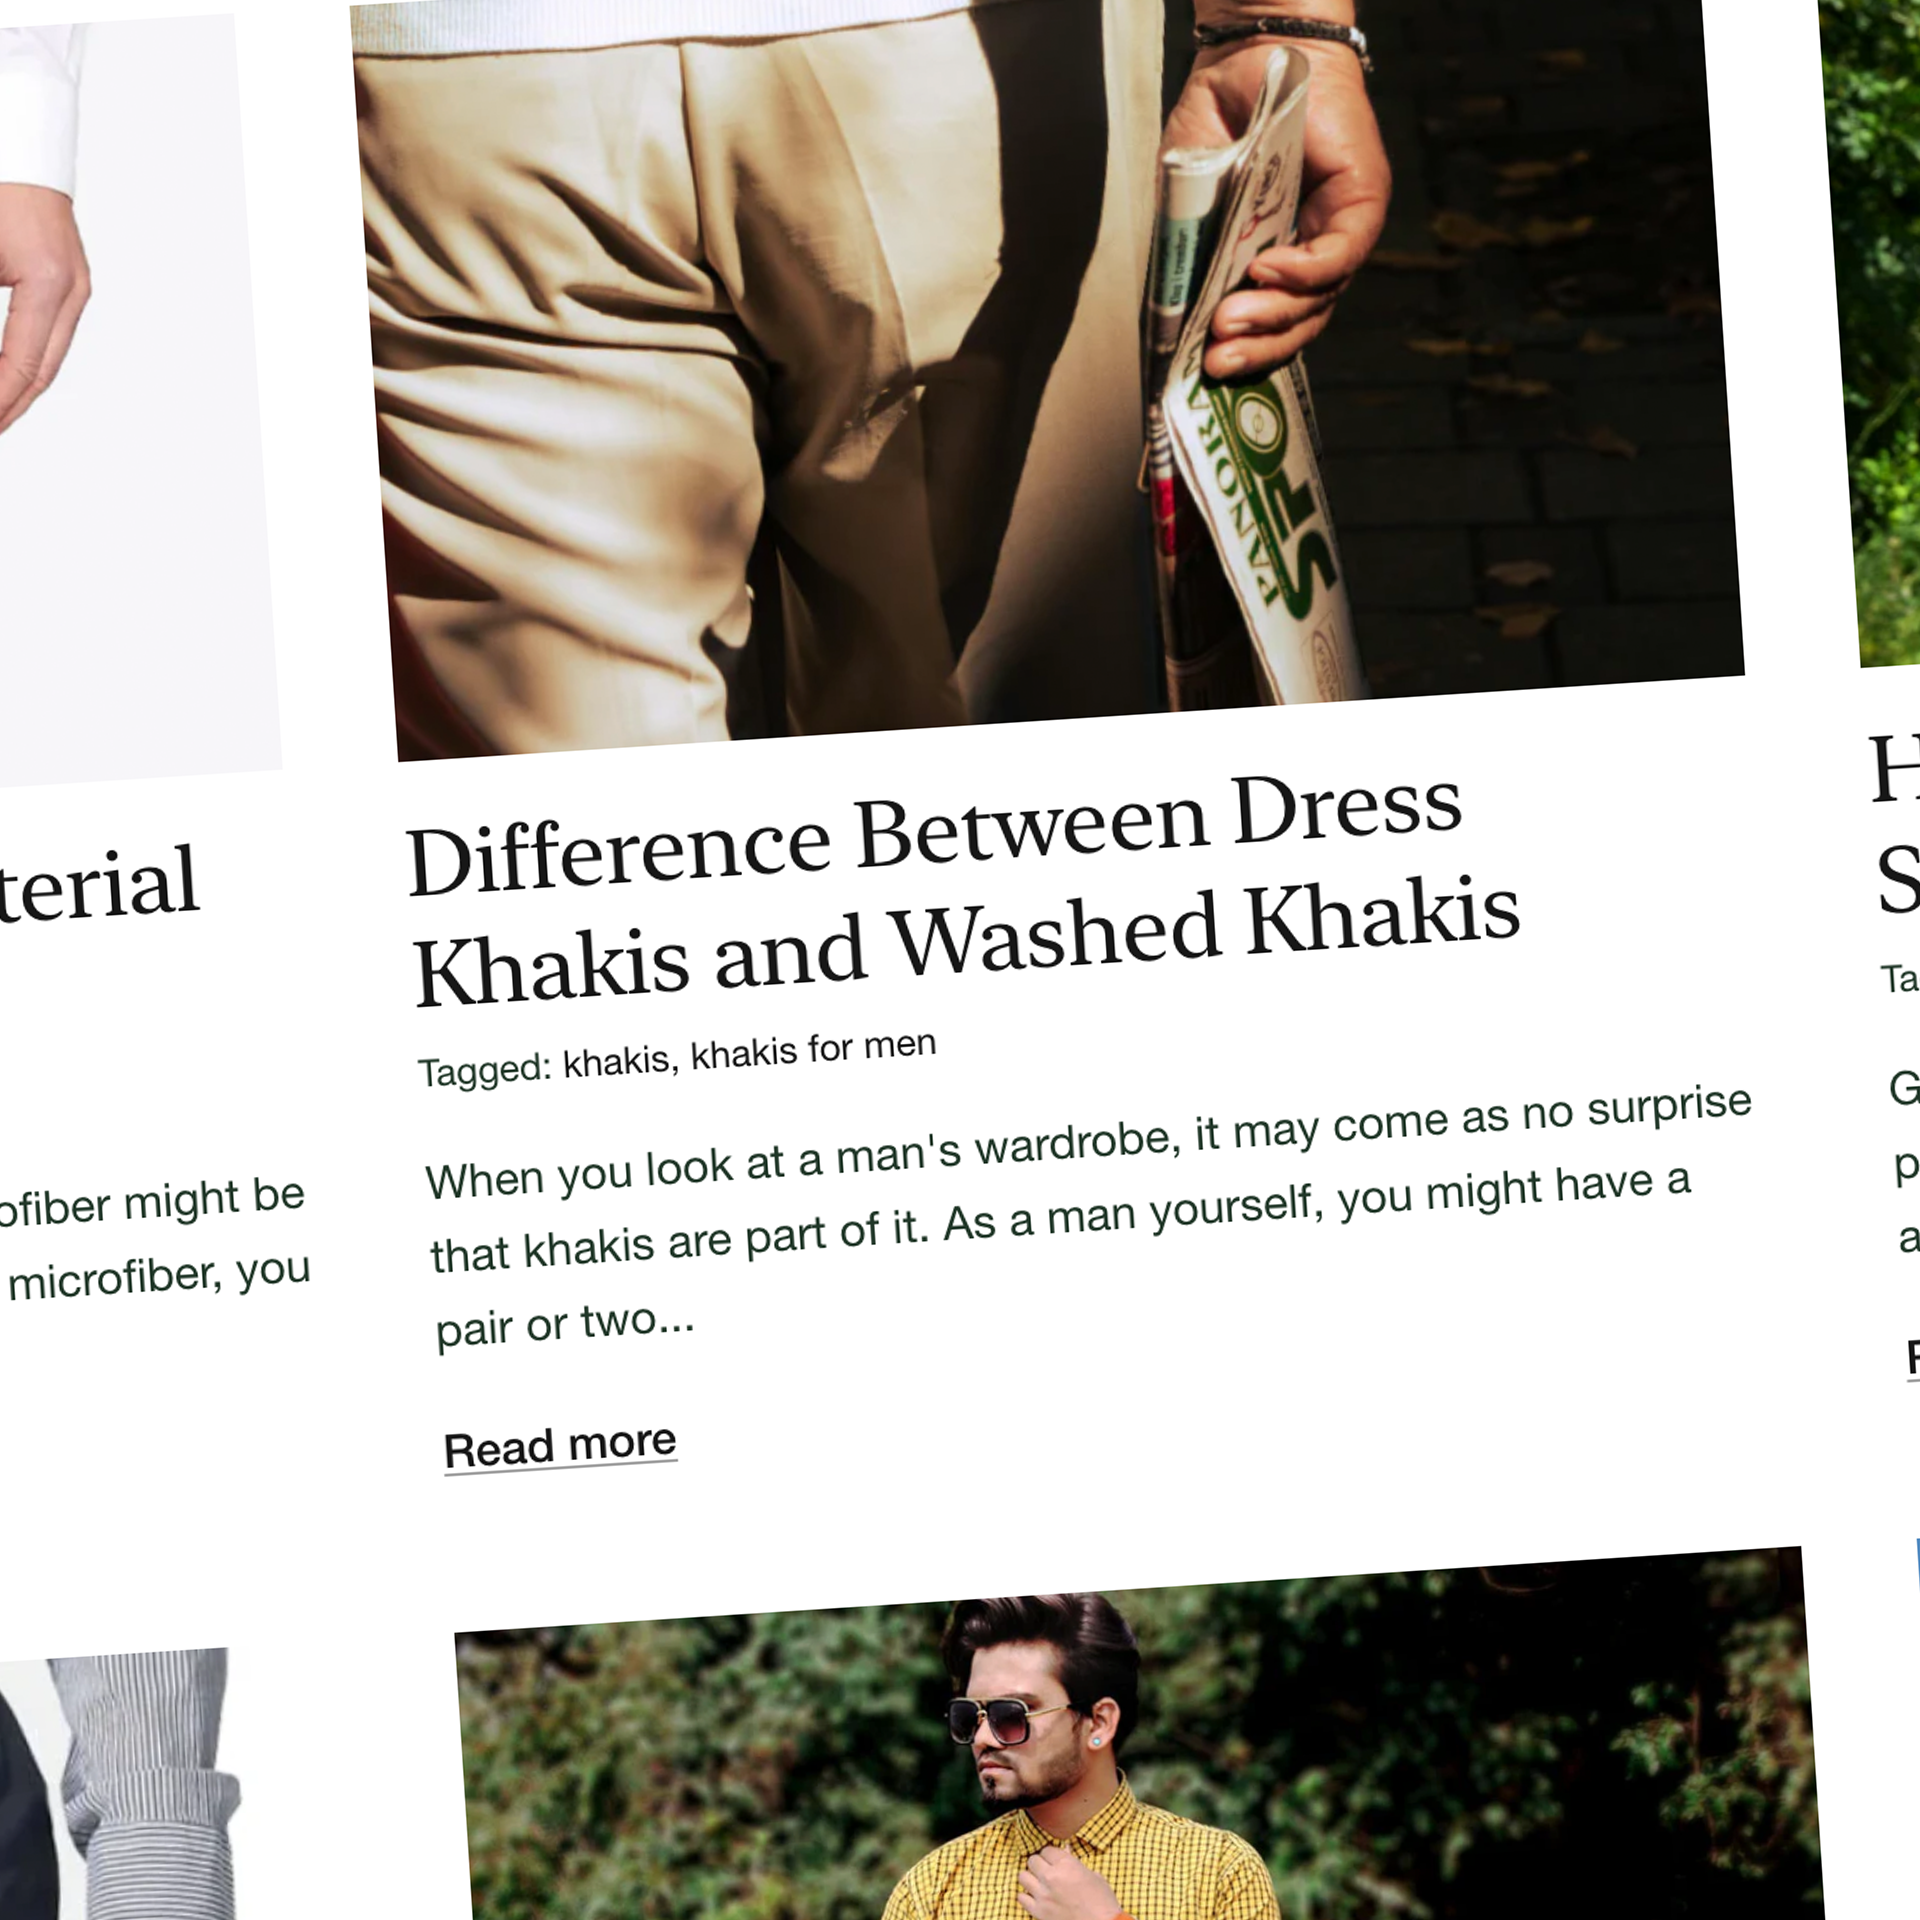 PANORA
SPO
terial
ofiber might be
microfiber, you
Difference Between Dress
Khakis and Washed Khakis
Tagged: khakis, khakis for men
When you look at a man's wardrobe, it may come as no surprise
that khakis are part of it. As a man yourself, you might have a
pair or two...
Read more
H
S
Ta
G
p
a